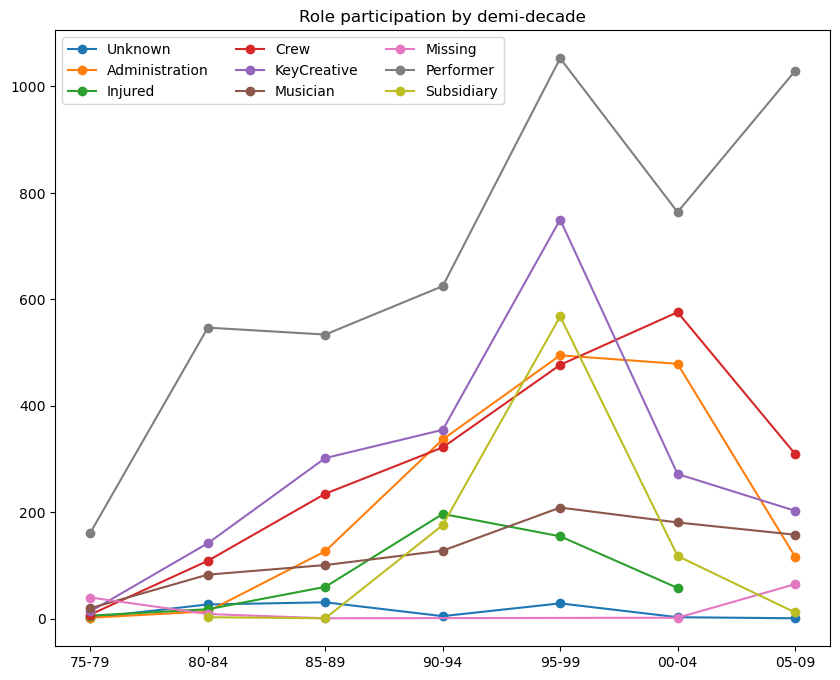 Role participation by demi-decade
Unknown Crew Missing
Administration KeyCreative Performer
Injured Musician Subsidiary
1000
800
600
400
200
0
75-79 80-84 85-89 90-94 95-99 00-04 05-09